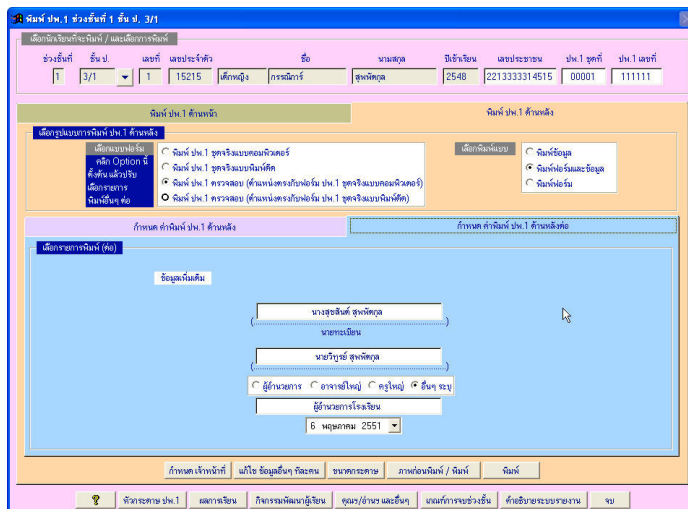 พิมพ์ ปพ.1 ช่วงชั้นที่ 1 ชั้น ป. 3/1
เลือกนักเรียนที่จะพิมพ์ / และเลือกการพิมพ์
ช่วงชั้นที่ ชั้น ป. เลขที่ เลขประจำตัว ชื่อ นามสกุล ปีเข้าเรียน เลขประชาชน ปพ.1 ชุดที่ ปพ.1 เลขที่
1 3/1 1 15215 เด็กหญิง กรรณิการ์ สุพพัตกุล 2548 2213333314515 00001 111111
พิมพ์ ปพ.1 ด้านหน้า พิมพ์ ปพ.1 ด้านหลัง
เลือกรูปแบบการพิมพ์ ปพ.1 ด้านหลัง
เลือกแบบฟอร์ม
คลิก Option นี้
ตั้งต้น แล้วปรับ
เลือกรายการ
พิมพ์อื่นๆ ต่อ
พิมพ์ ปพ.1 ชุดจริงแบบคอมพิวเตอร์
พิมพ์ ปพ.1 ชุดจริงแบบพิมพ์ดีด
พิมพ์ ปพ.1 ตรวจสอบ (ตำแหน่งตรงกับฟอร์ม ปพ.1 ชุดจริงแบบคอมพิวเตอร์)
พิมพ์ ปพ.1 ตรวจสอบ (ตำแหน่งตรงกับฟอร์ม ปพ.1 ชุดจริงแบบพิมพ์ดีด)
เลือกพิมพ์แบบ
พิมพ์ข้อมูล
พิมพ์ฟอร์มและข้อมูล
พิมพ์ฟอร์ม
กำหนด ค่าพิมพ์ ปพ.1 ด้านหลัง กำหนด ค่าพิมพ์ ปพ.1 ด้านหลังต่อ
เลือกรายการพิมพ์ (ต่อ)
ข้อมูลเพิ่มเติม
นางสุขสันต์ สุพพัตกุล
(..........................................................)
นายทะเบียน
นายวิฑูรย์ สุพพัตกุล
(..........................................................)
ผู้อำนวยการ อาจารย์ใหญ่ ครูใหญ่ อื่นๆ ระบุ
ผู้อำนวยการโรงเรียน
6 พฤษภาคม 2551
กำหนด เจ้าหน้าที่ แก้ไข ข้อมูลอื่นๆ ทีละคน ขนาดกระดาษ ภาพก่อนพิมพ์ / พิมพ์ พิมพ์
? หัวกระดาษ ปพ.1 ผลการเรียน กิจกรรมพัฒนาผู้เรียน คุณฯ/อ่านฯ และอื่นๆ เกณฑ์การจบช่วงชั้น คำอธิบายระบบรายงาน จบ